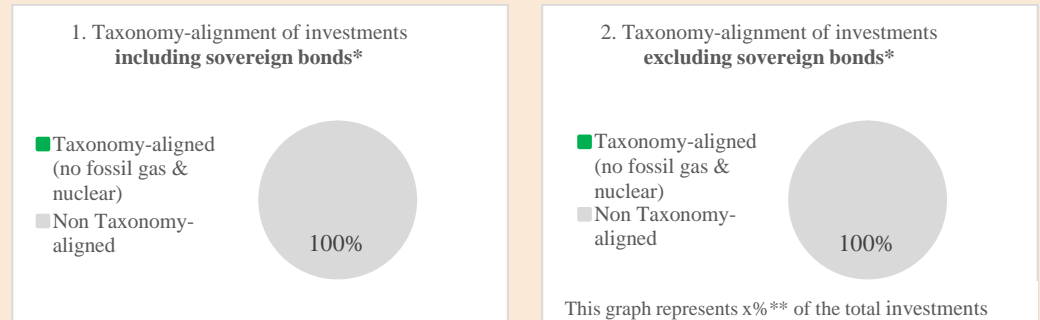 1. Taxonomy-alignment of investments
including sovereign bonds*
Taxonomy-aligned
(no fossil gas &
nuclear)
Non Taxonomy-
aligned
100%
2. Taxonomy-alignment of investments
excluding sovereign bonds*
Taxonomy-aligned
(no fossil gas &
nuclear)
Non Taxonomy-
aligned
100%
This graph represents x%** of the total investments